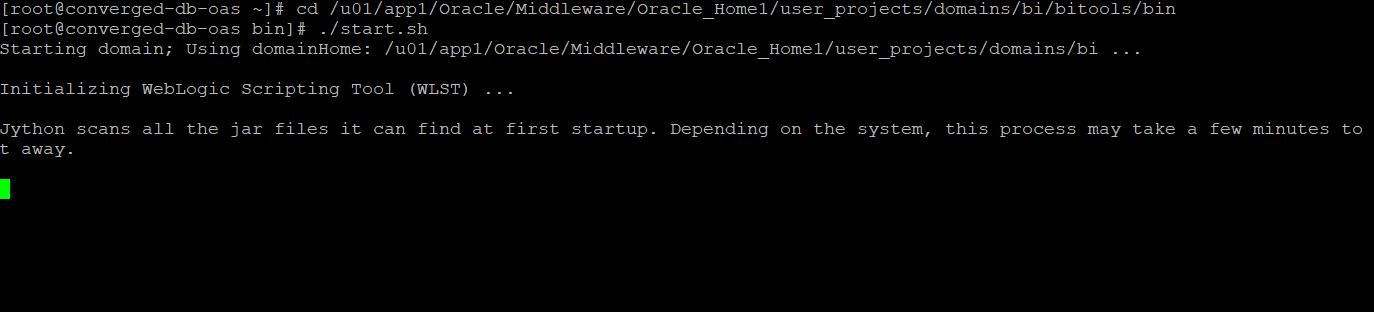 [root@converged-db-oas ~]# cd /u01/app1/Oracle/Middleware/Oracle_Home1/user_projects/domains/bi/bitools/bin
[root@converged-db-oas bin]# ./start.sh
Starting domain; Using domainHome: /u01/app1/Oracle/Middleware/Oracle_Home1/user_projects/domains/bi ...
Initializing WebLogic Scripting Tool (WLST) ...
Jython scans all the jar files it can find at first startup. Depending on the system, this process may take a few minutes to
t away.